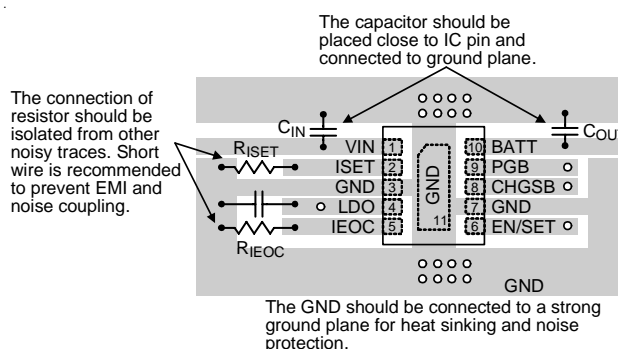 The capacitor should be
placed close to IC pin and
connected to ground plane.
The connection of
resistor should be
isolated from other
noisy traces. Short
wire is recommended
to prevent EMI and
noise coupling.
CIN
COUT
RISET
VIN 1
ISET 2
GND 3
LDO 4
IEOC 5
RIEOC
GND
11
10 BATT
9 PGB
8 CHGSB
7 GND
6 EN/SET
GND
The GND should be connected to a strong
ground plane for heat sinking and noise
protection.